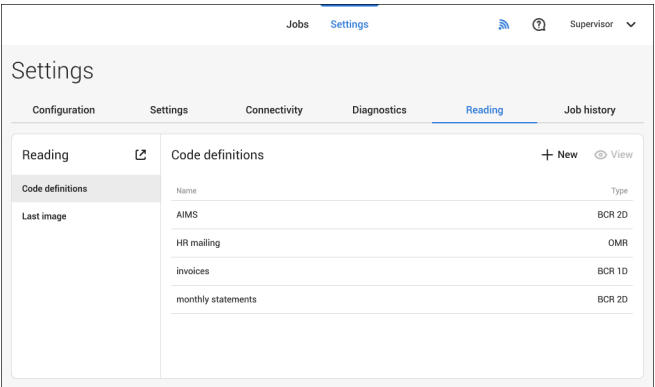 Jobs Settings Supervisor
Settings
Configuration Settings Connectivity Diagnostics Reading Job history
Reading Code definitions New View
Code definitions
Last image
Name Type
AIMS BCR 2D
HR mailing OMR
invoices BCR 1D
monthly statements BCR 2D